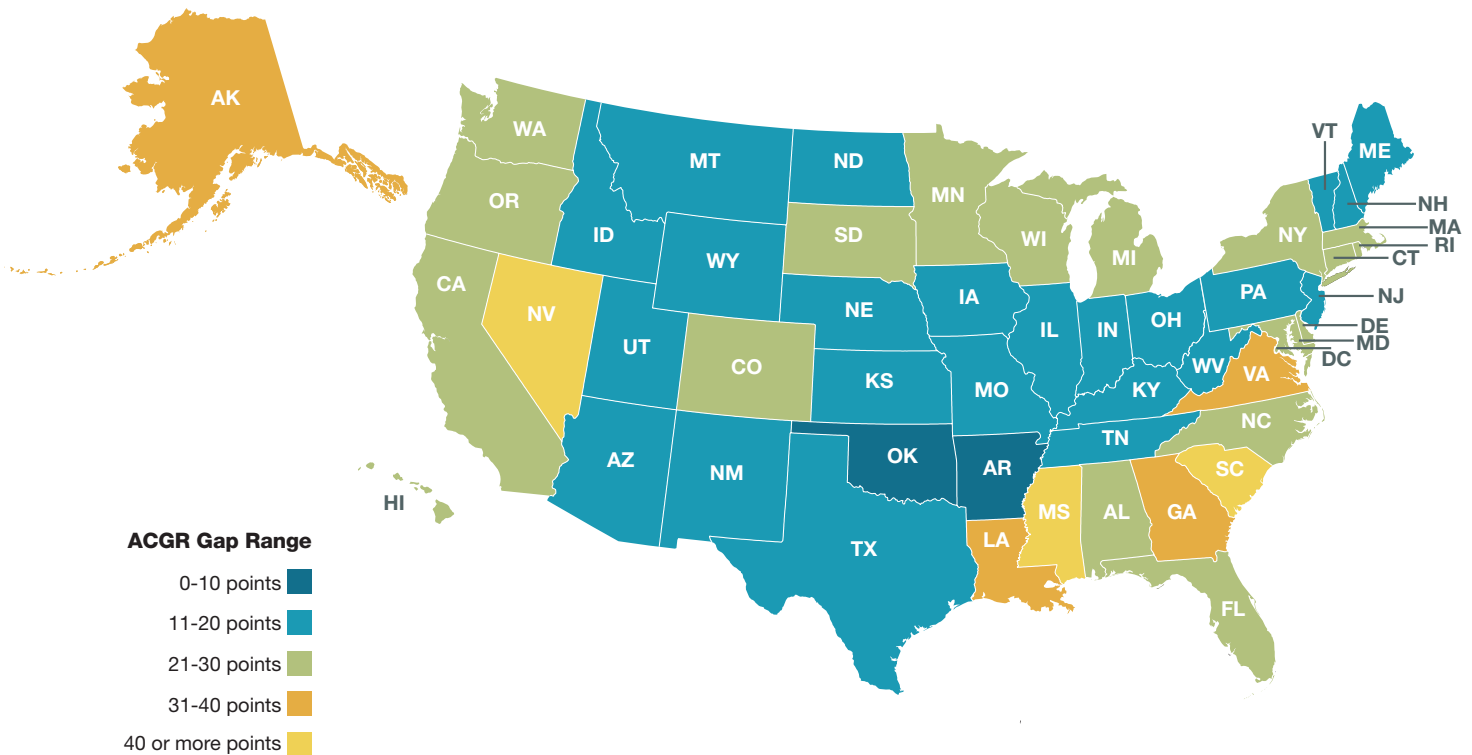 AK
WA
MT
ND
MN
VT
ME
OR
ID
SD
WI
MI
NY
NH
MA
RI
CT
WY
CA
NV
NE
IA
PA
NJ
UT
CO
IL
IN
OH
DE
MD
DC
KS
MO
KY
WV
VA
AZ
NM
OK
AR
TN
NC
SC
HI
TX
LA
MS
AL
GA
FL
ACGR Gap Range
0-10 points
11-20 points
21-30 points
31-40 points
40 or more points